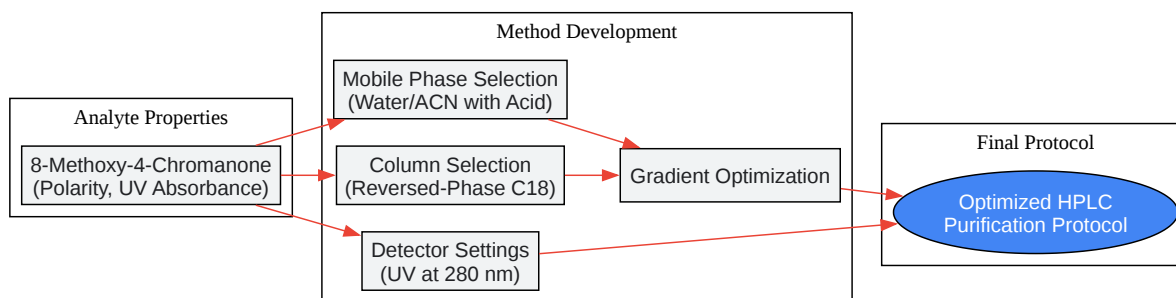 Method Development
Mobile Phase Selection
(Water/ACN with Acid)
Analyte Properties
Final Protocol
8-Methoxy-4-Chromanone
(Polarity, UV Absorbance)
Column Selection
(Reversed-Phase C18)
Gradient Optimization
Optimized HPLC
Purification Protocol
Detector Settings
(UV at 280 nm)